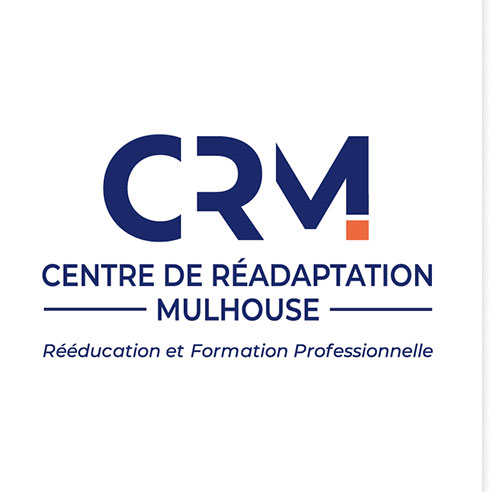 CRM
CENTRE DE RÉADAPTATION
MULHOUSE
Rééducation et Formation Professionnelle